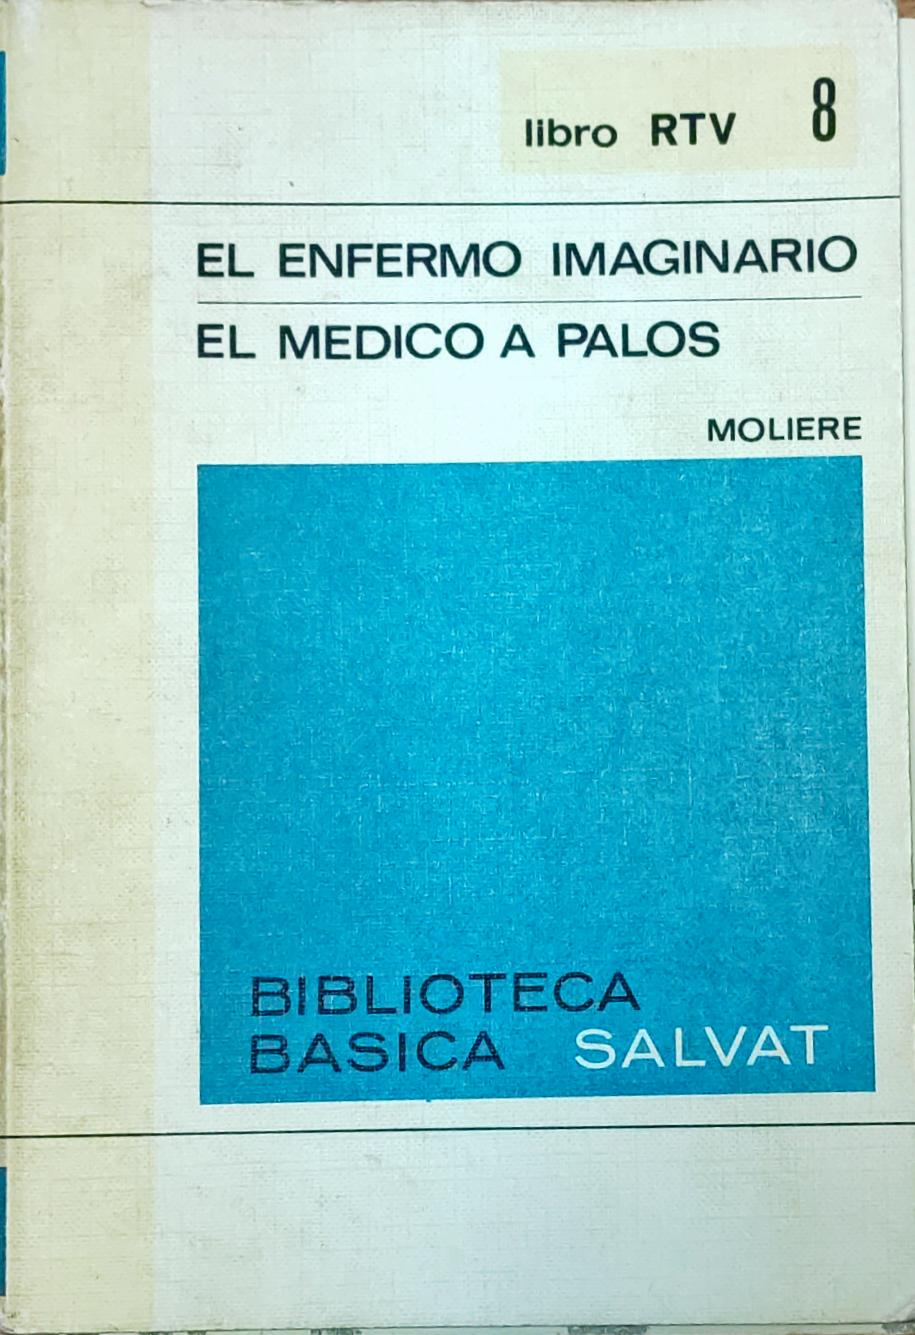 libro RTV 8
EL ENFERMO IMAGINARIO
EL MEDICO A PALOS
MOLIERE
BIBLIOTECA
BASICA SALVAT